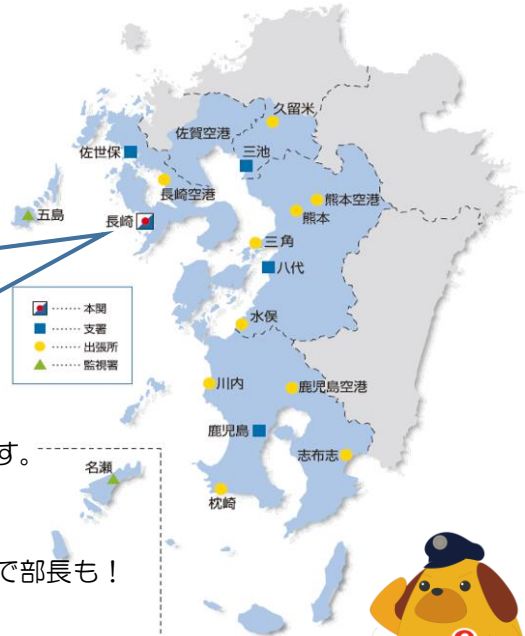 久留米
佐賀空港
佐世保
三池
長崎空港
熊本空港
熊本
五島
長崎
三角
八代
水俣
‥‥‥ 本関
‥‥‥ 支署
‥‥‥ 出張所
‥‥‥ 監視署
川内
鹿児島空港
鹿児島
す。
志布志
名瀬
枕崎
で部長も！